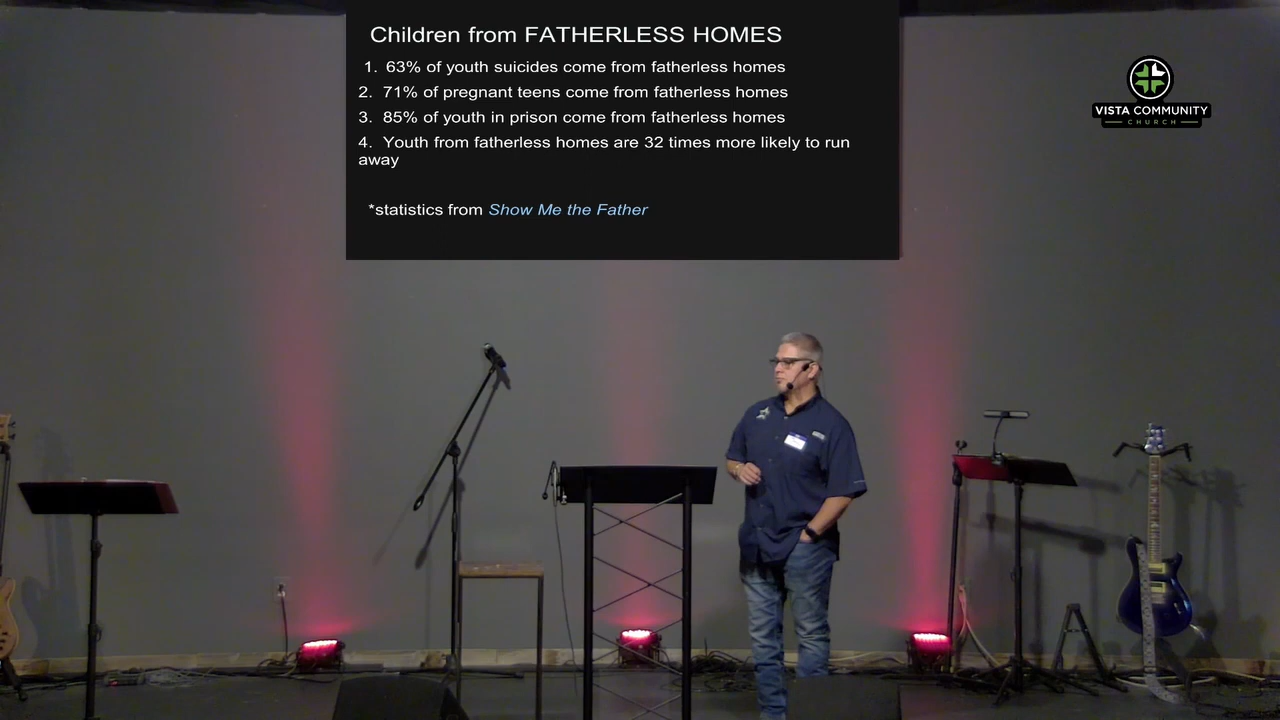 Children from FATHERLESS HOMES
1. 63% of youth suicides come from fatherless homes
2. 71% of pregnant teens come from fatherless homes
3. 85% of youth in prison come from fatherless homes
4. Youth from fatherless homes are 32 times more likely to run
away
*statistics from Show Me the Father
VISTA COMMUNITY
CHURCH